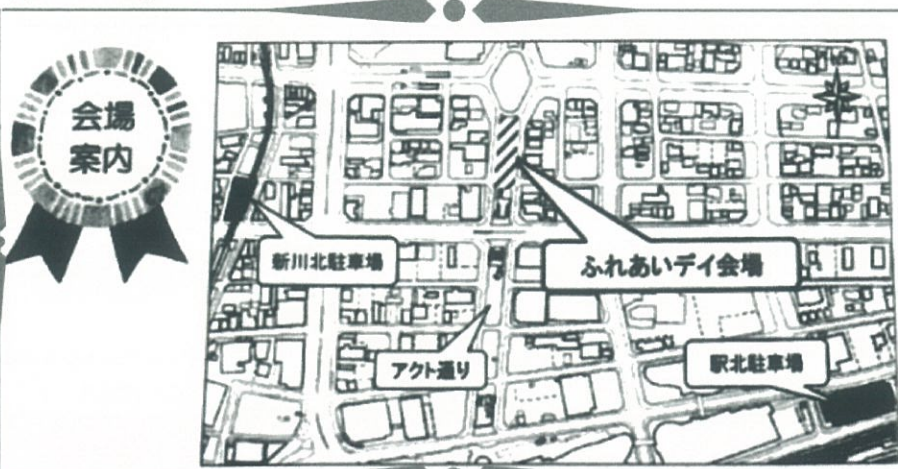 会場
案内
新川北駐車場
ふれあいデイ会場
アクト通り
駅北駐車場